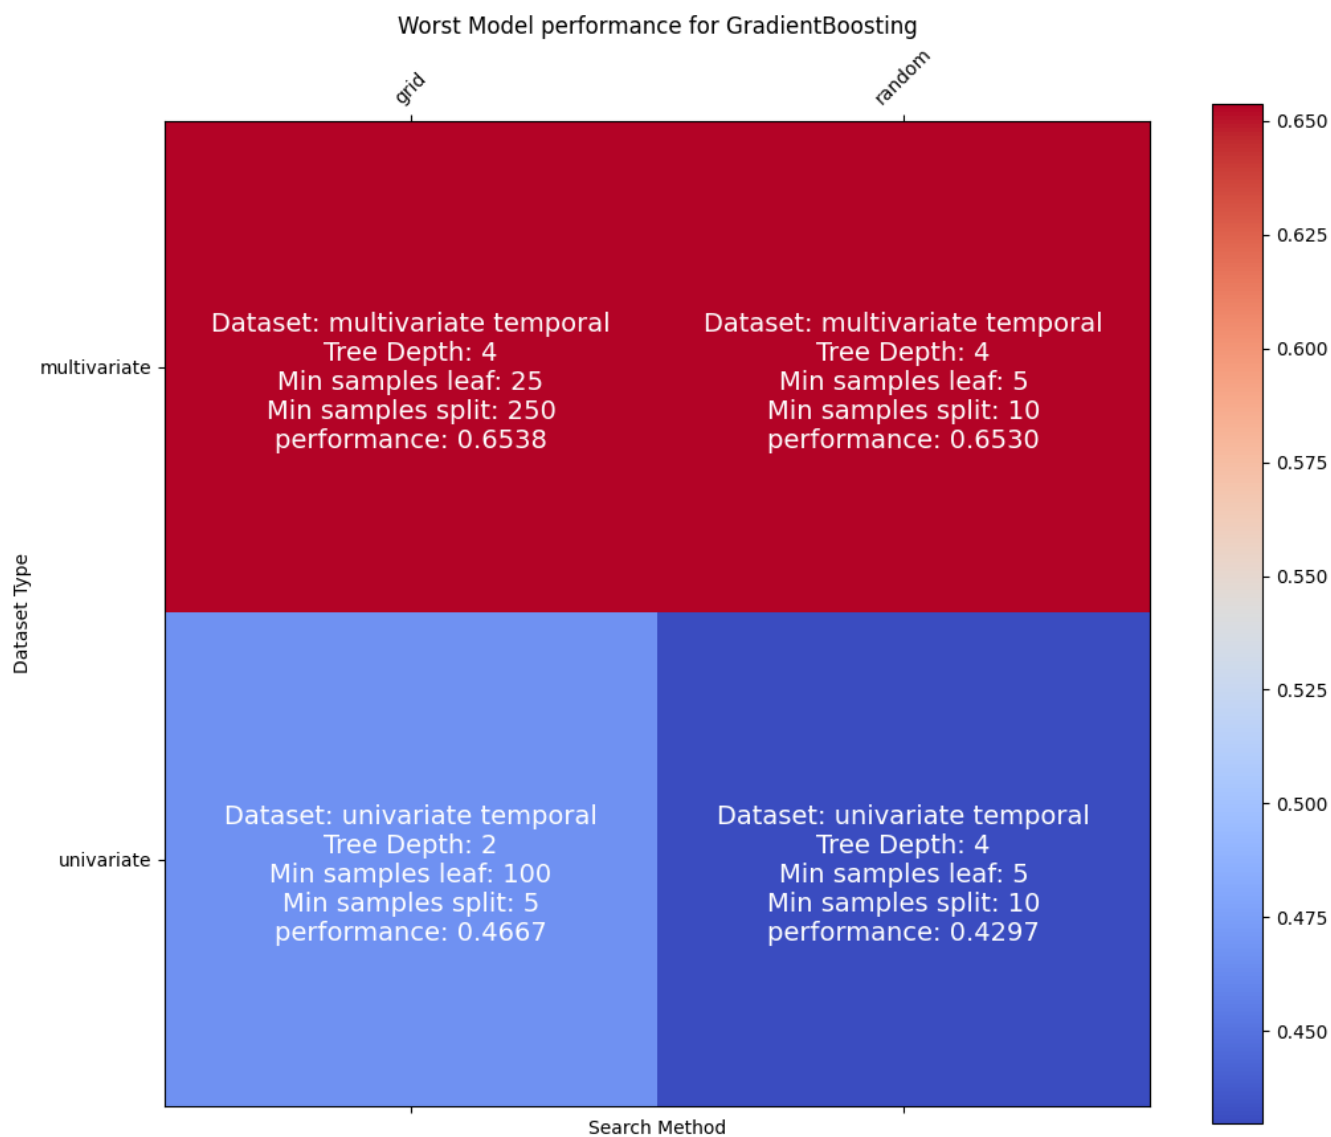 Worst Model performance for GradientBoosting
grid
random
multivariate
univariate
Dataset Type
Search Method
Dataset: multivariate temporal
Tree Depth: 4
Min samples leaf: 25
Min samples split: 250
performance: 0.6538
Dataset: multivariate temporal
Tree Depth: 4
Min samples leaf: 5
Min samples split: 10
performance: 0.6530
Dataset: univariate temporal
Tree Depth: 2
Min samples leaf: 100
Min samples split: 5
performance: 0.4667
Dataset: univariate temporal
Tree Depth: 4
Min samples leaf: 5
Min samples split: 10
performance: 0.4297
0.650
0.625
0.600
0.575
0.550
0.525
0.500
0.475
0.450